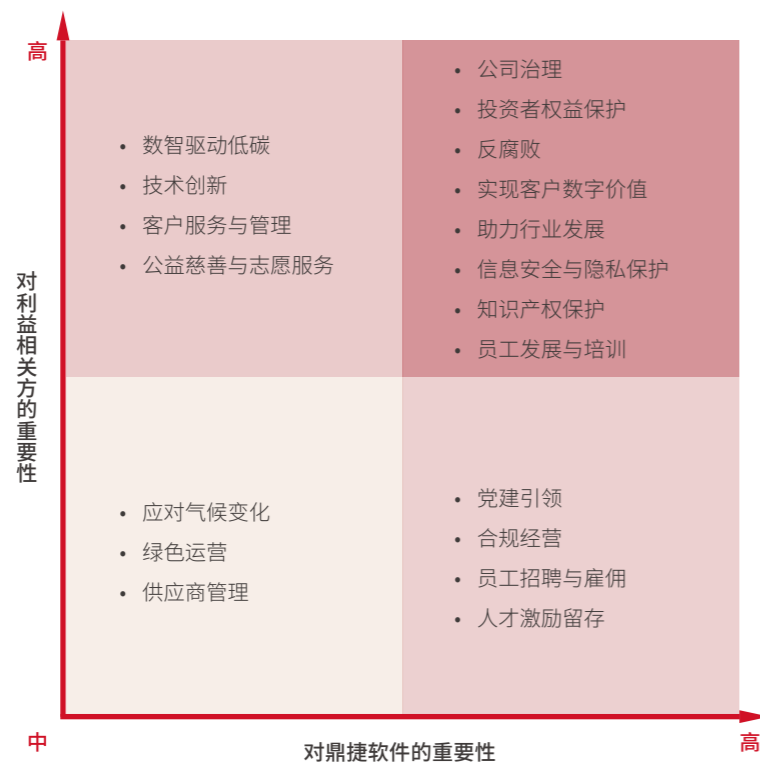 高
对利益相关方的重要性
• 数智驱动低碳
• 技术创新
• 客户服务与管理
• 公益慈善与志愿服务
• 公司治理
• 投资者权益保护
• 反腐败
• 实现客户数字价值
• 助力行业发展
• 信息安全与隐私保护
• 知识产权保护
• 员工发展与培训
• 应对气候变化
• 绿色运营
• 供应商管理
• 党建引领
• 合规经营
• 员工招聘与雇佣
• 人才激励留存
中
对鼎捷软件的重要性
高